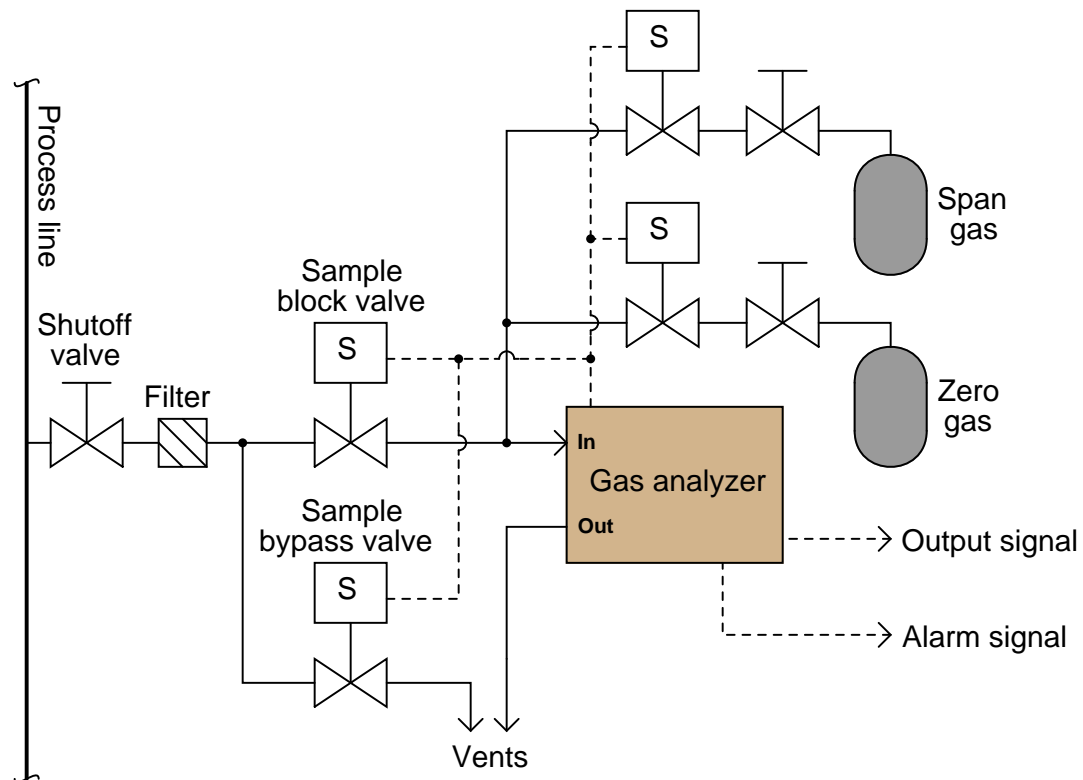 S
Process line
Span
gas
S
Sample
block valve
Shutoff
valve
S
Filter
Zero
gas
In
Gas analyzer
Sample
bypass valve
Out
Output signal
S
Alarm signal
Vents